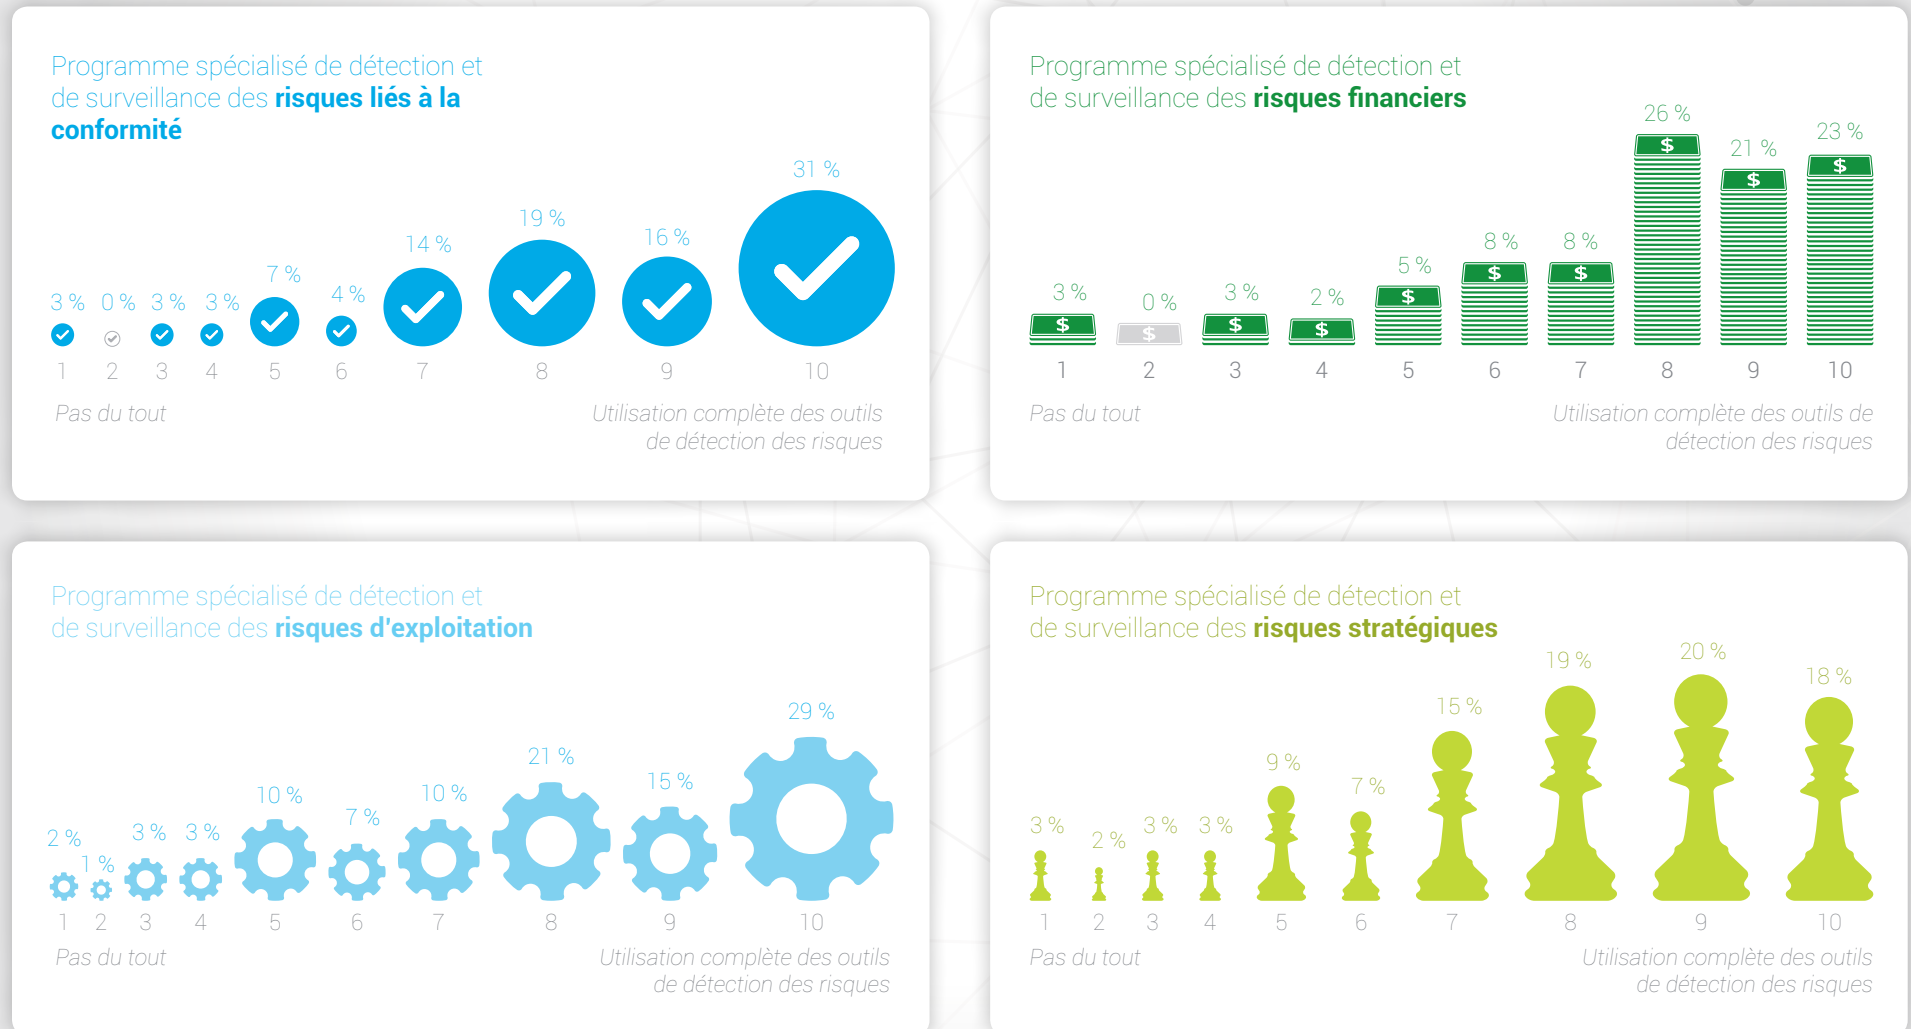 Programme spécialisé de détection et
de surveillance des risques liés à la
conformité
3 % 0 % 3 % 3 % 7 % 4 % 14 % 19 % 16 % 31 %
1 2 3 4 5 6 7 8 9 10
Pas du tout
Utilisation complète des outils
de détection des risques
Programme spécialisé de détection et
de surveillance des risques financiers
3 % 0 % 3 % 2 % 5 % 8 % 8 % 26 % 21 % 23 %
$ $ $ $ $ $ $ $ $ $
1 2 3 4 5 6 7 8 9 10
Pas du tout
Utilisation complète des outils de
détection des risques
Programme spécialisé de détection et
de surveillance des risques d'exploitation
2 % 1 % 3 % 3 % 10 % 7 % 10 % 21 % 15 % 29 %
1 2 3 4 5 6 7 8 9 10
Pas du tout
Utilisation complète des outils
de détection des risques
Programme spécialisé de détection et
de surveillance des risques stratégiques
3 % 2 % 3 % 3 % 9 % 7 % 15 % 19 % 20 % 18 %
1 2 3 4 5 6 7 8 9 10
Pas du tout
Utilisation complète des outils
de détection des risques